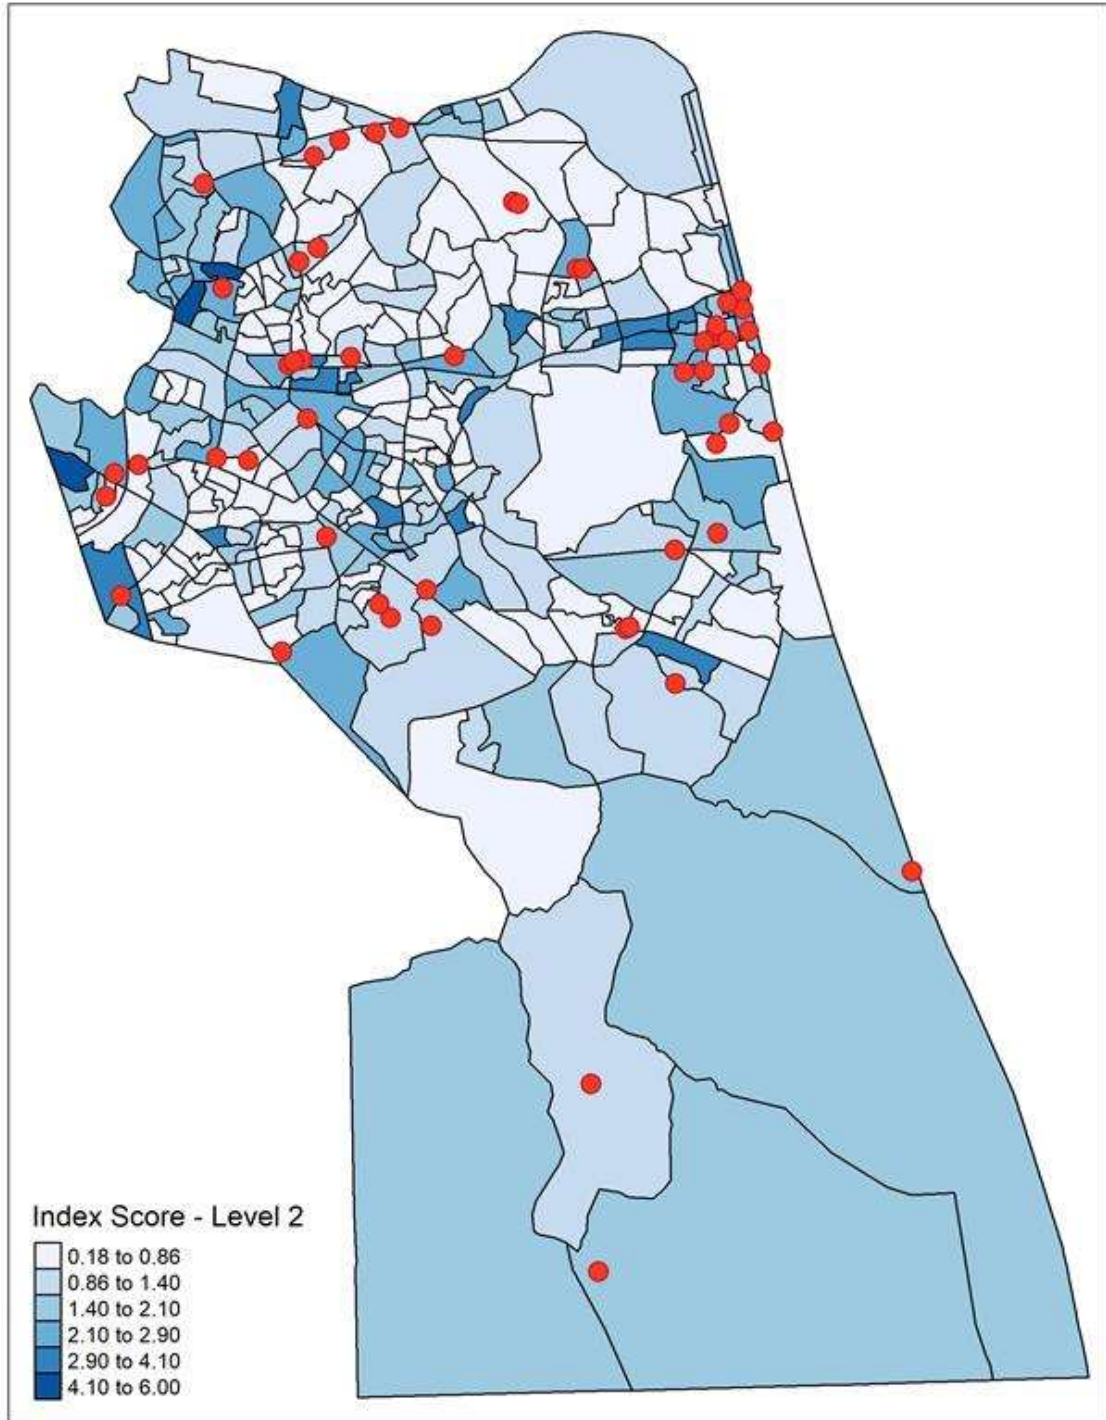 Index Score - Level 2
0.18 to 0.86
0.86 to 1.40
1.40 to 2.10
2.10 to 2.90
2.90 to 4.10
4.10 to 6.00